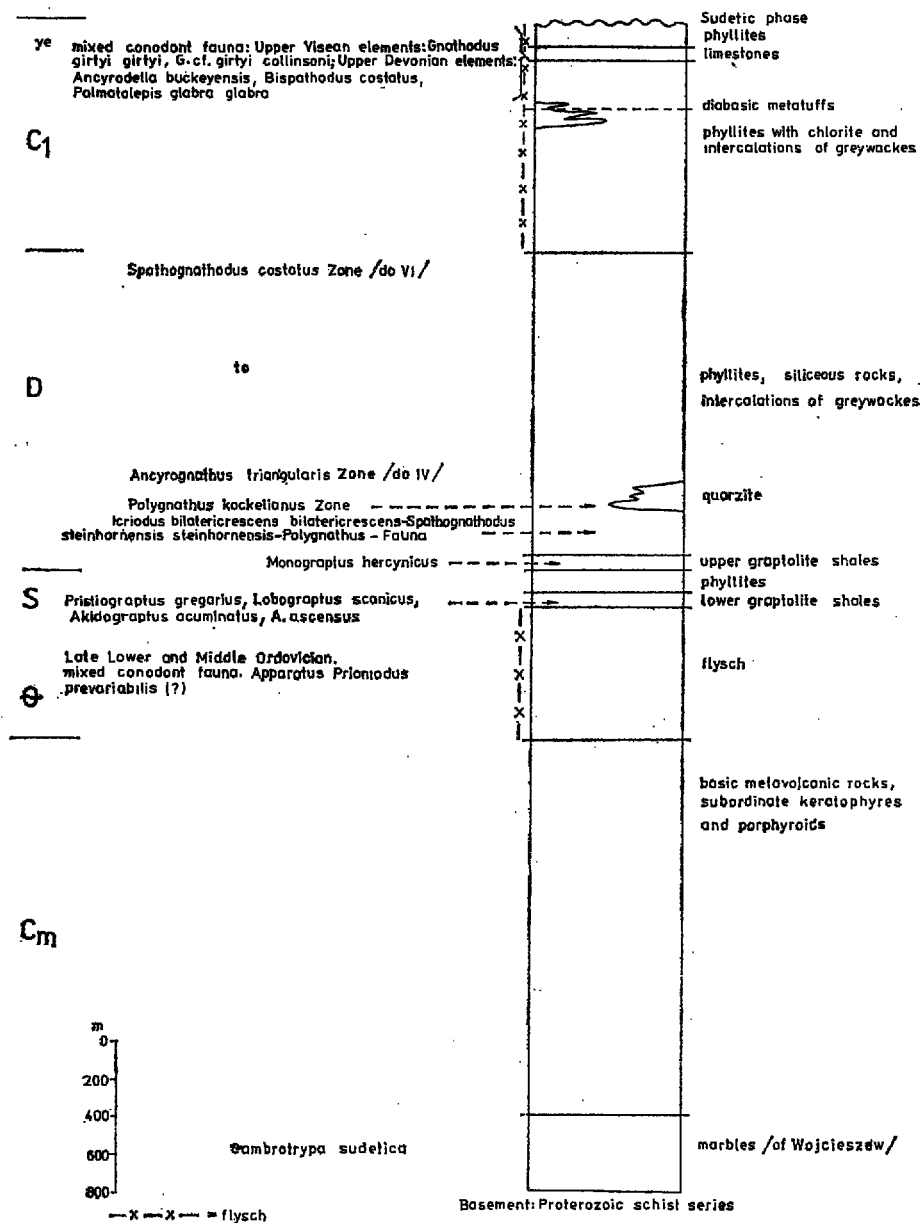 Sudetic phase
ye
mixed conodont fauna: Upper Visean elements: Gnathodus
girtyi girtyi, G. cf. girtyi collinsoni; Upper Devonian elements:
Ancyrodella buckeyensis, Bispathodus costatus,
Palmatolepis glabra glabra
phyllites
limestones
diabasic metatuffs
C1
phyllites with chlorite and
intercalations of greywackes
Spathognathodus costatus Zone /do VI/
to
D
phyllites, siliceous rocks,
intercalations of greywackes
Ancyrognathus triangularis Zone /do IV/
quarzite
Polygnathus kockelianus Zone
Icriodus bilatericrescens bilatericrescens-Spathognathodus
steinhornensis steinhornensis-Polygnathus - Fauna
Monograptus hercynicus
upper graptolite shales
phyllites
S
Pristiograptus gregarius, Lobograptus scanicus,
Akidograptus acuminatus, A. ascensus
lower graptolite shales
Late Lower and Middle Ordovician.
mixed conodont fauna. Apparatus Prioniodus
prevariabilis (?)
flysch
O
basic metavolcanic rocks,
subordinate keratophyres
and porphyroids
Cm
m
0
200
400
600
800
Cambrotrypa sudetica
marbles /of Wojcieszów/
Basement: Proterozoic schist series
—x—x— = flysch